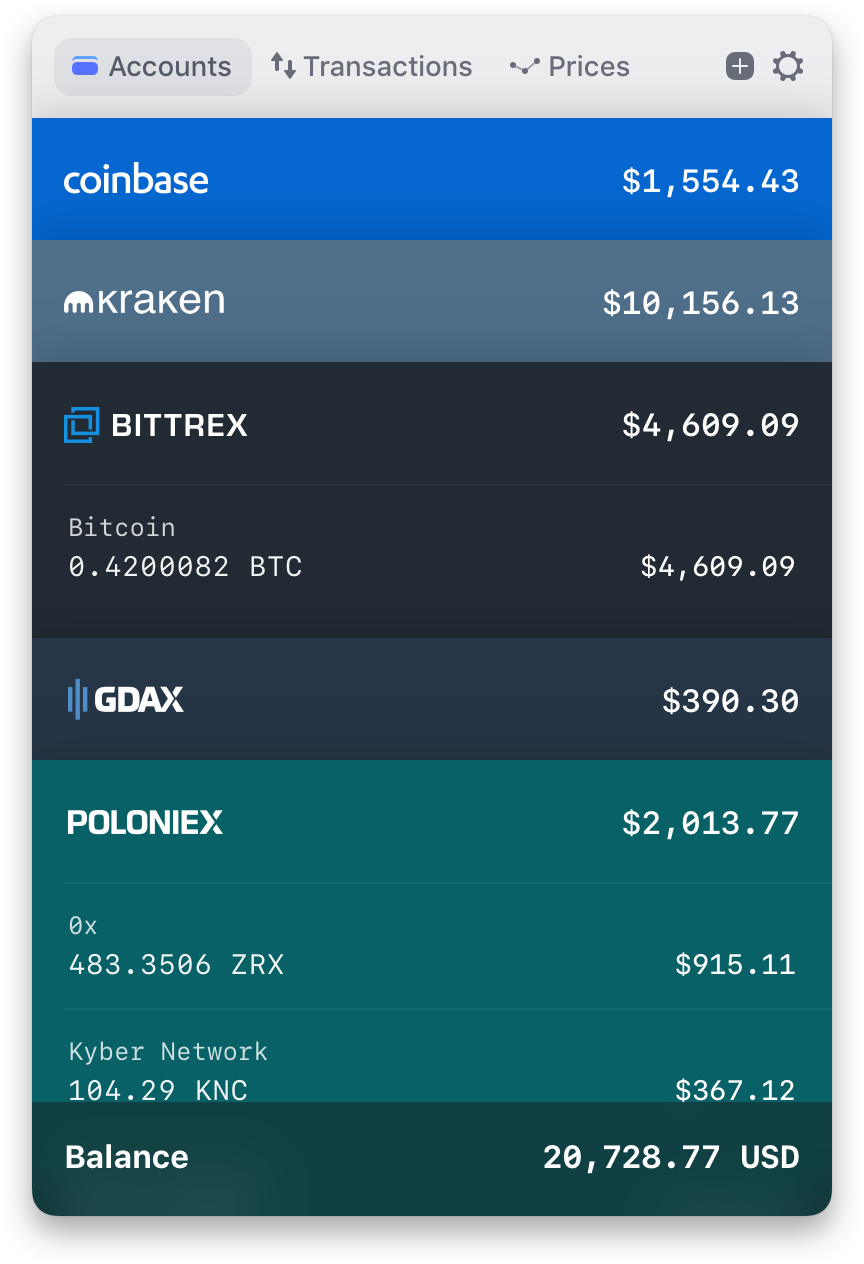 Accounts Transactions Prices
coinbase $1,554.43
kraken $10,156.13
BITTREX $4,609.09
Bitcoin
0.4200082 BTC $4,609.09
GDAX $390.30
POLONIEX $2,013.77
0x
483.3506 ZRX $915.11
Kyber Network
104.29 KNC $367.12
Balance 20,728.77 USD